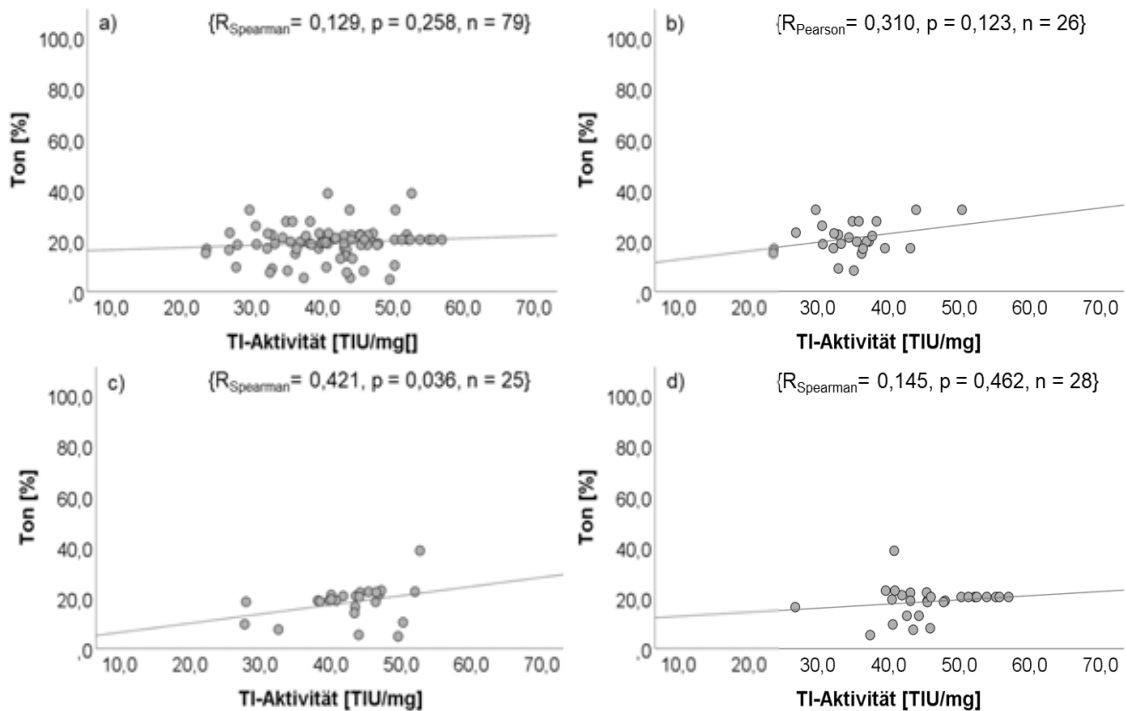 a) {RSpearman= 0,129, p = 0,258, n = 79}
100,0
80,0
60,0
40,0
20,0
,0
Ton [%]
10,0 20,0 30,0 40,0 50,0 60,0 70,0
TI-Aktivität [TIU/mg[]
b) {RPearson= 0,310, p = 0,123, n = 26}
100,0
80,0
60,0
40,0
20,0
,0
Ton [%]
10,0 20,0 30,0 40,0 50,0 60,0 70,0
TI-Aktivität [TIU/mg]
c) {RSpearman= 0,421, p = 0,036, n = 25}
100,0
80,0
60,0
40,0
20,0
,0
Ton [%]
10,0 20,0 30,0 40,0 50,0 60,0 70,0
TI-Aktivität [TIU/mg]
d) {RSpearman= 0,145, p = 0,462, n = 28}
100,0
80,0
60,0
40,0
20,0
,0
Ton [%]
10,0 20,0 30,0 40,0 50,0 60,0 70,0
TI-Aktivität [TIU/mg]